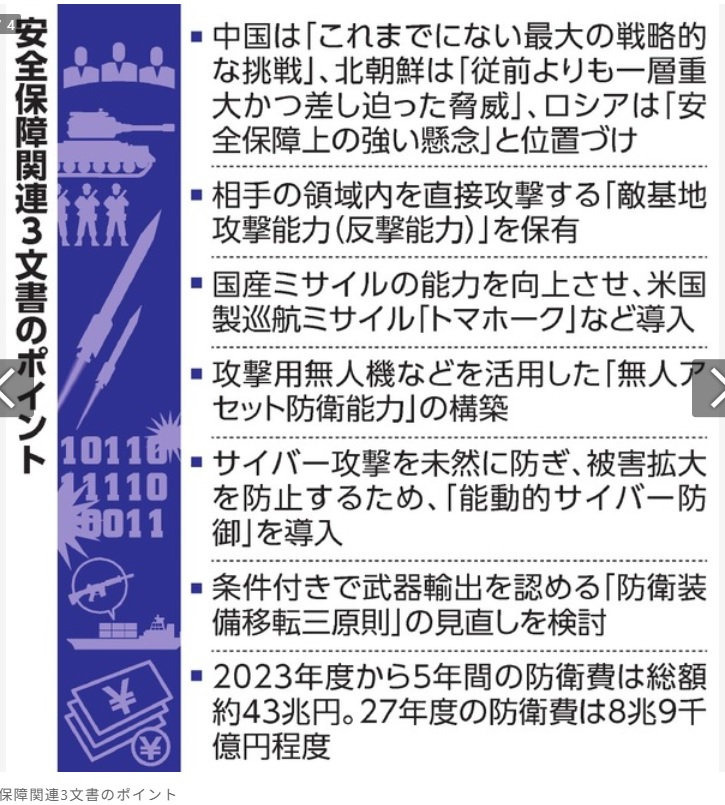 4
安全保障関連3文書のポイント
中国は「これまでにない最大の戦略的
な挑戦」、北朝鮮は「従前よりも一層重
大かつ差し迫った脅威」、ロシアは「安
全保障上の強い懸念」と位置づけ
相手の領域内を直接攻撃する「敵基地
攻撃能力(反撃能力)」を保有
国産ミサイルの能力を向上させ、米国
製巡航ミサイル「トマホーク」など導入
攻撃用無人機などを活用した「無人ア
セット防衛能力」の構築
10110
11110
0011
サイバー攻撃を未然に防ぎ、被害拡大
を防止するため、「能動的サイバー防
御」を導入
条件付きで武器輸出を認める「防衛装
備移転三原則」の見直しを検討
¥
¥
2023年度から5年間の防衛費は総額
約43兆円。27年度の防衛費は8兆9千
億円程度
保障関連3文書のポイント